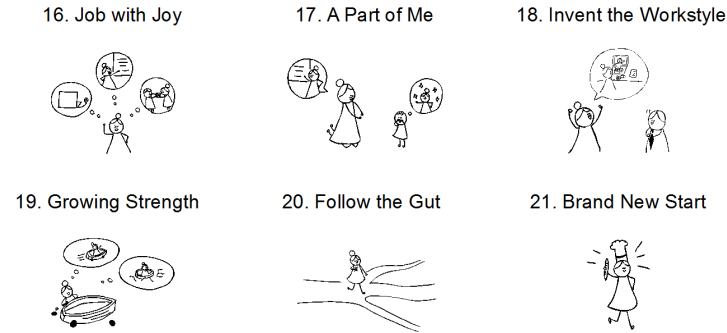 16. Job with Joy
17. A Part of Me
18. Invent the Workstyle
19. Growing Strength
20. Follow the Gut
21. Brand New Start